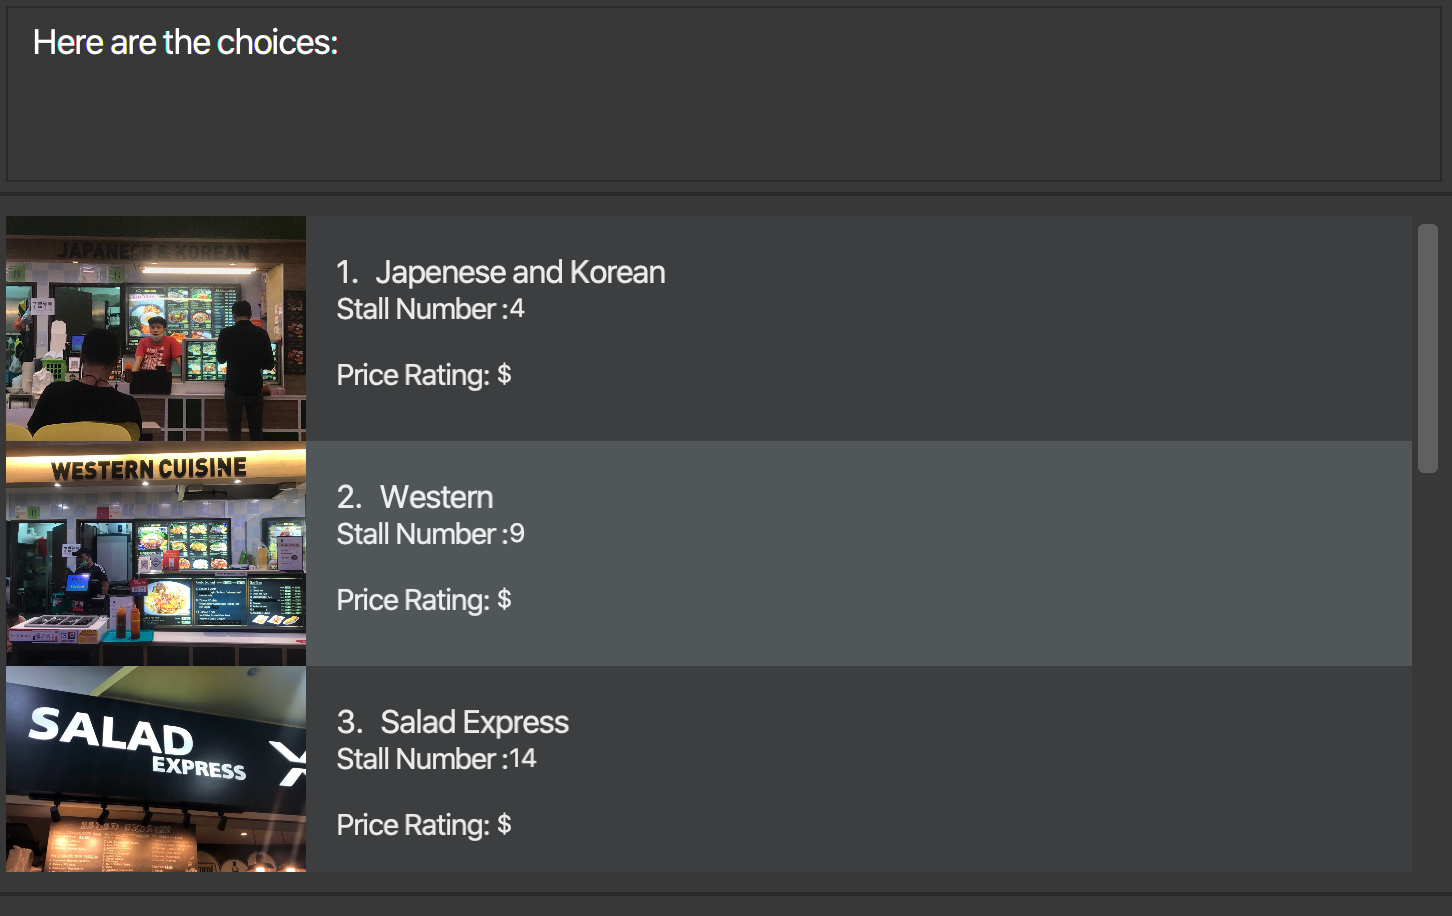 Here are the choices:
JAPANESE & KOREAN
1. Japenese and Korean
Stall Number :4
Price Rating: $
WESTERN CUISINE
2. Western
Stall Number :9
Price Rating: $
SALAD
EXPRESS
3. Salad Express
Stall Number :14
Price Rating: $